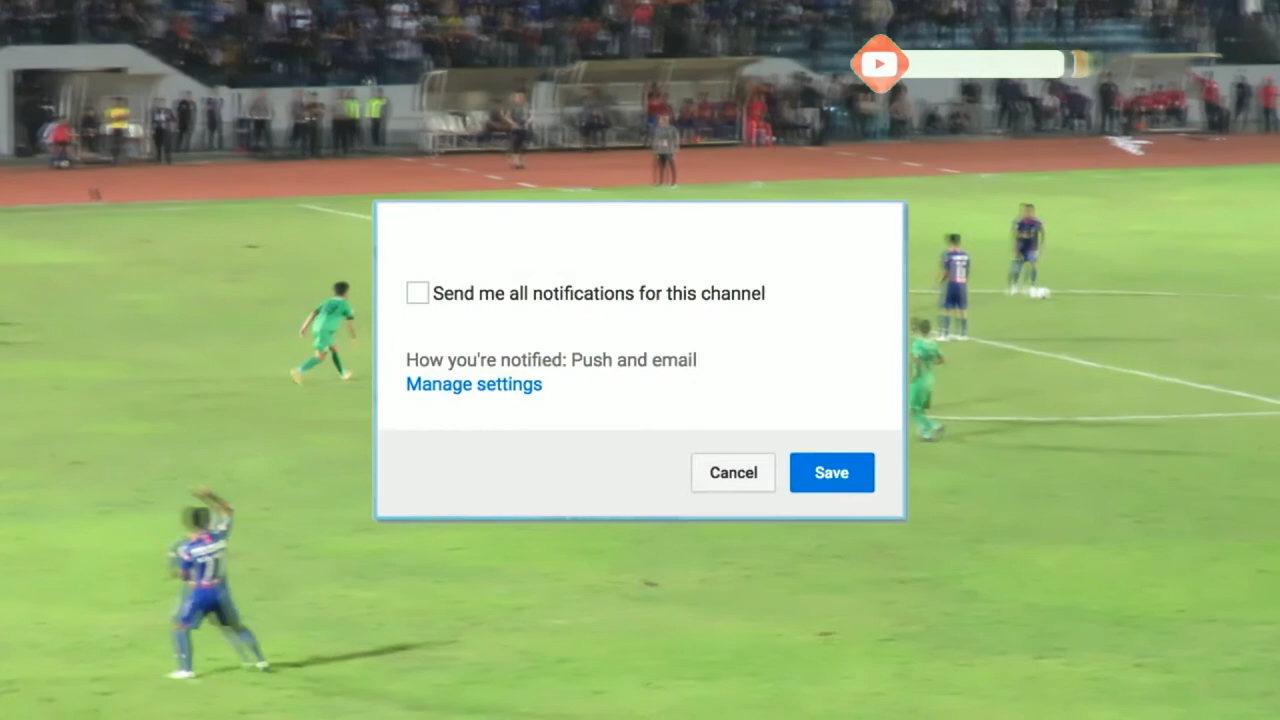 Send me all notifications for this channel
How you're notified: Push and email
Manage settings
Cancel
Save